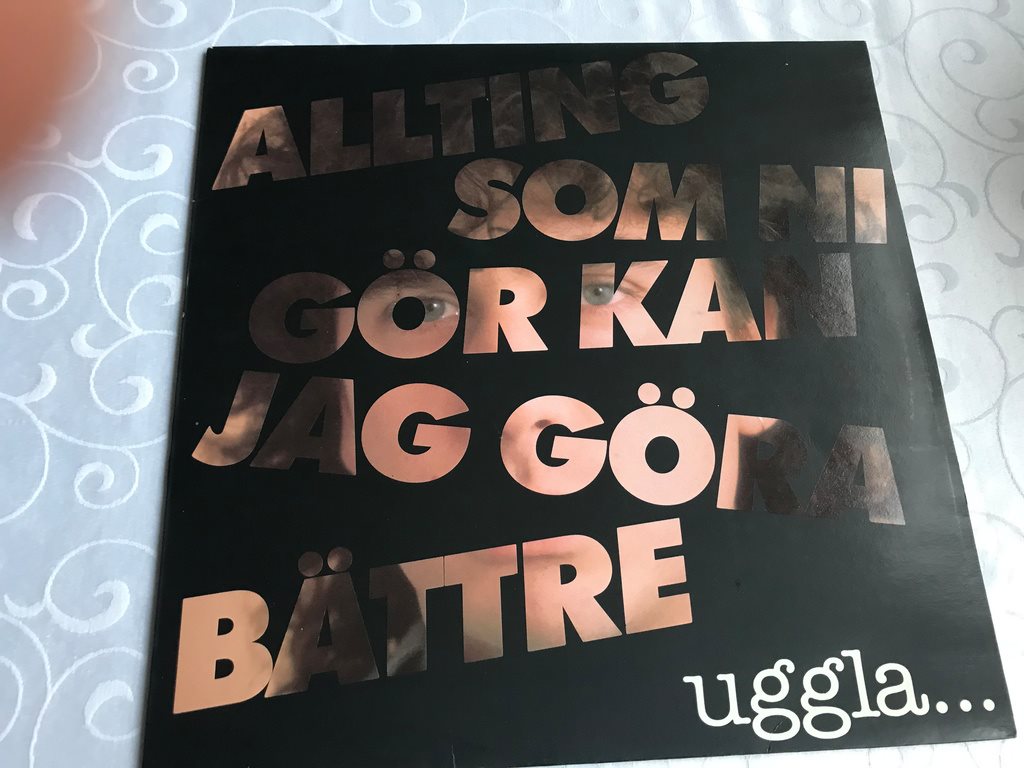 ALLTING
SOM NI
GÖR KAN
JAG GÖRA
BÄTTRE
uggla...